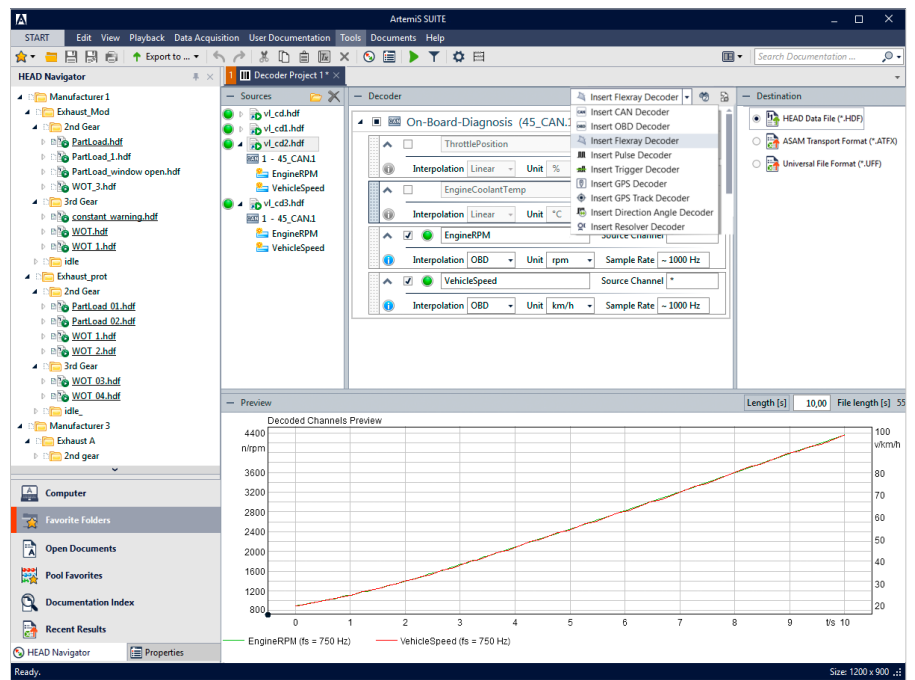 ArtemiS SUITE
START Edit View Playback Data Acquisition User Documentation Tools Documents Help
Export to ... Search Documentation ...
HEAD Navigator
Manufacturer 1
Exhaust_Mod
2nd Gear
PartLoad.hdf
PartLoad_1.hdf
PartLoad_window open.hdf
WOT_3.hdf
3rd Gear
constant_warning.hdf
WOT.hdf
WOT_1.hdf
idle
Exhaust_prot
2nd Gear
PartLoad_01.hdf
PartLoad_02.hdf
WOT_1.hdf
WOT_2.hdf
3rd Gear
WOT_03.hdf
WOT_04.hdf
idle_
Manufacturer 3
Exhaust A
2nd gear
Computer
Favorite Folders
Open Documents
Pool Favorites
Documentation Index
Recent Results
HEAD Navigator Properties
1 Decoder Project 1*
Sources
vl_cd.hdf
vl_cd1.hdf
vl_cd2.hdf
1 - 45_CAN.1
EngineRPM
VehicleSpeed
vl_cd3.hdf
1 - 45_CAN.1
EngineRPM
VehicleSpeed
Decoder
Insert Flexray Decoder
Insert CAN Decoder
Insert OBD Decoder
Insert Flexray Decoder
Insert Pulse Decoder
Insert Trigger Decoder
Insert GPS Decoder
Insert GPS Track Decoder
Insert Direction Angle Decoder
Insert Resolver Decoder
On-Board-Diagnosis (45_CAN.1
ThrottlePosition
Interpolation Linear Unit %
EngineCoolantTemp
Interpolation Linear Unit °C
EngineRPM Source Channel
Interpolation OBD Unit rpm Sample Rate ~ 1000 Hz
VehicleSpeed Source Channel *
Interpolation OBD Unit km/h Sample Rate ~ 1000 Hz
Destination
HEAD Data File (*.HDF)
ASAM Transport Format (*.ATFX)
Universal File Format (*.UFF)
Preview Length [s] 10,00 File length [s] 55
Decoded Channels Preview
4400 100
n/rpm v/km/h
3600 80
3200 70
2800 60
2400 50
2000
1600 40
1200 30
800 20
0 1 2 3 4 5 6 7 8 9 t/s 10
EngineRPM (fs = 750 Hz) VehicleSpeed (fs = 750 Hz)
Ready. Size: 1200 x 900